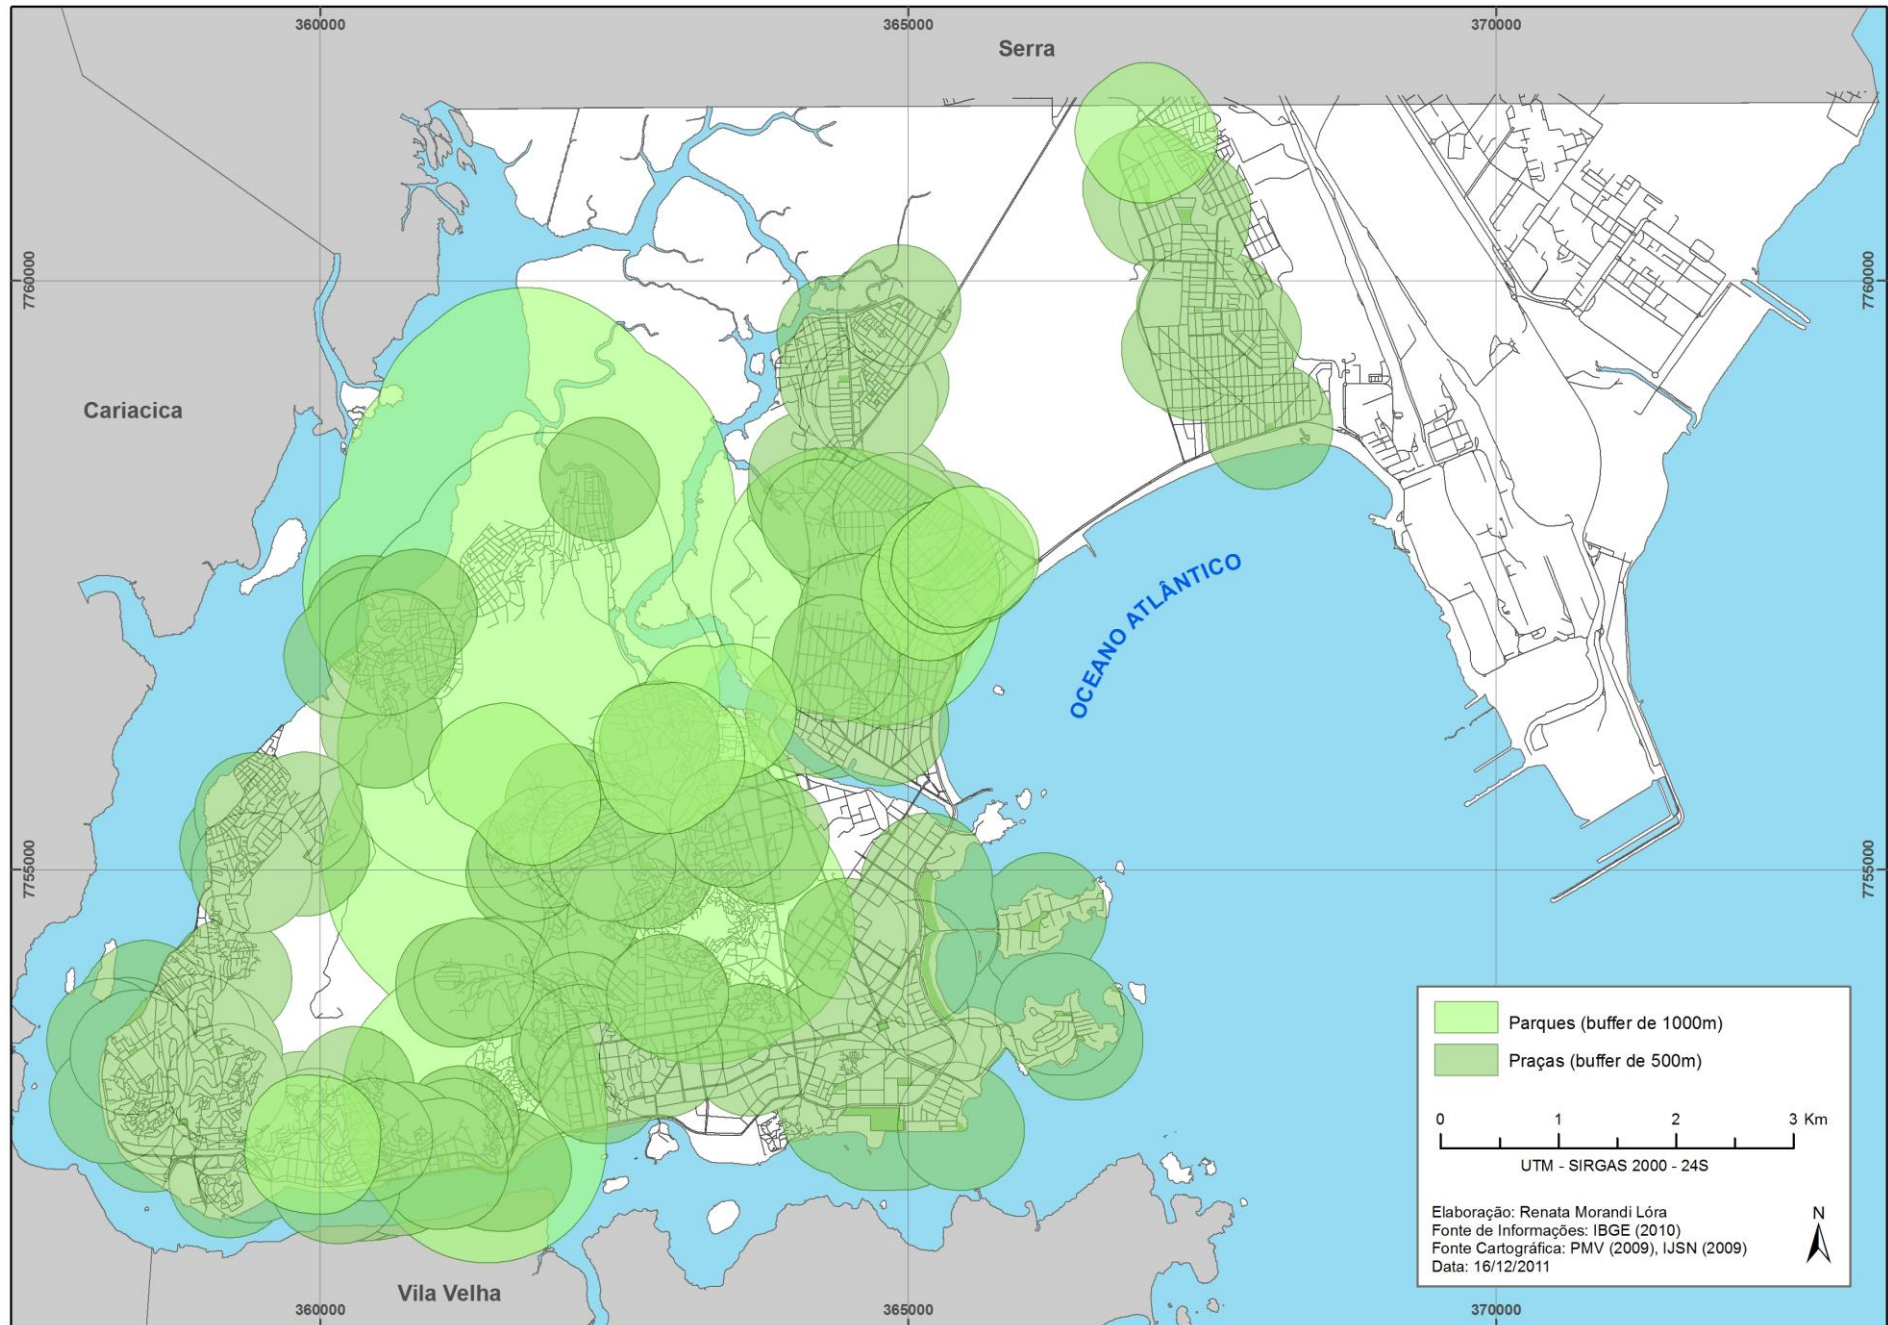 360000
365000
370000
Serra
7760000
7760000
Cariacica
OCEANO ATLÂNTICO
7755000
7755000
Parques (buffer de 1000m)
Praças (buffer de 500m)
0 1 2 3 Km
UTM - SIRGAS 2000 - 24S
Elaboração: Renata Morandi Lóra
Fonte de Informações: IBGE (2010)
Fonte Cartográfica: PMV (2009), IJSN (2009)
Data: 16/12/2011
N
Vila Velha
360000
365000
370000